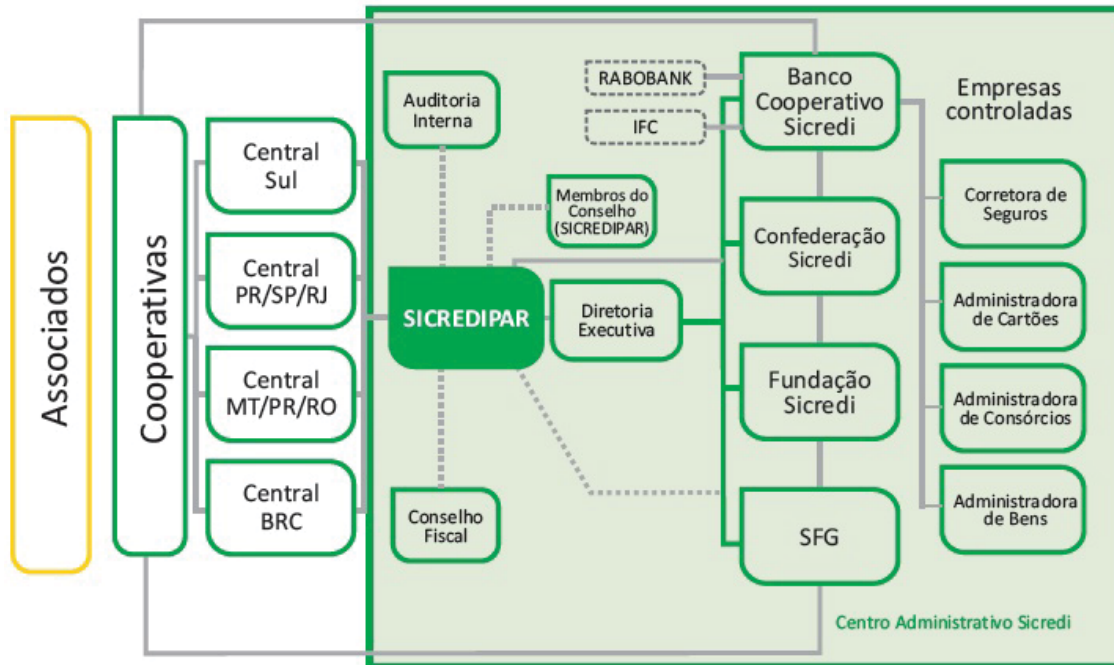 Associados
Cooperativas
Central
Sul
Central
PR/SP/RJ
Central
MT/PR/RO
Central
BRC
Auditoria
Interna
Membros do
Conselho
(SICREDIPAR)
SICREDIPAR
Diretoria
Executiva
Conselho
Fiscal
RABOBANK
IFC
Banco
Cooperativo
Sicredi
Confederação
Sicredi
Fundação
Sicredi
SFG
Empresas
controladas
Corretora de
Seguros
Administradora
de Cartões
Administradora
de Consórcios
Administradora
de Bens
Centro Administrativo Sicredi